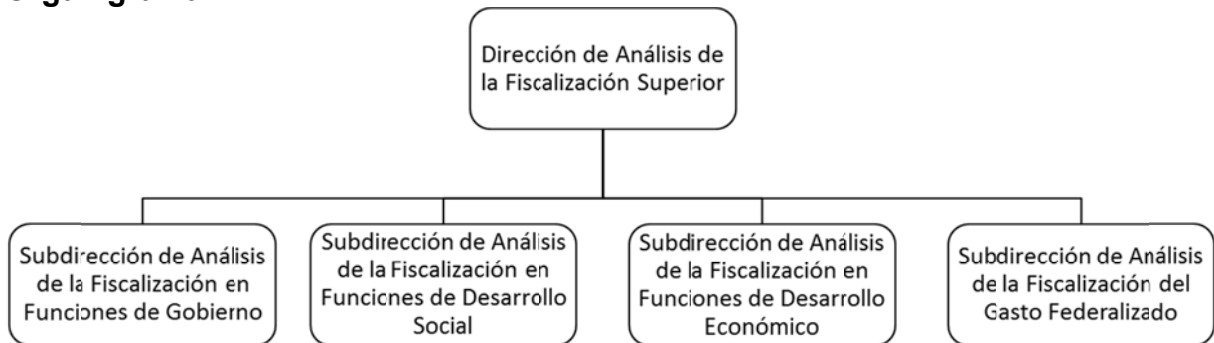 Dirección de Análisis de
la Fiscalización Superior
Subdirección de Análisis
de la Fiscalización en
Funciones de Gobierno
Subdirección de Análisis
de la Fiscalización en
Funciones de Desarrollo
Social
Subdirección de Análisis
de la Fiscalización en
Funciones de Desarrollo
Económico
Subdirección de Análisis
de la Fiscalización del
Gasto Federalizado